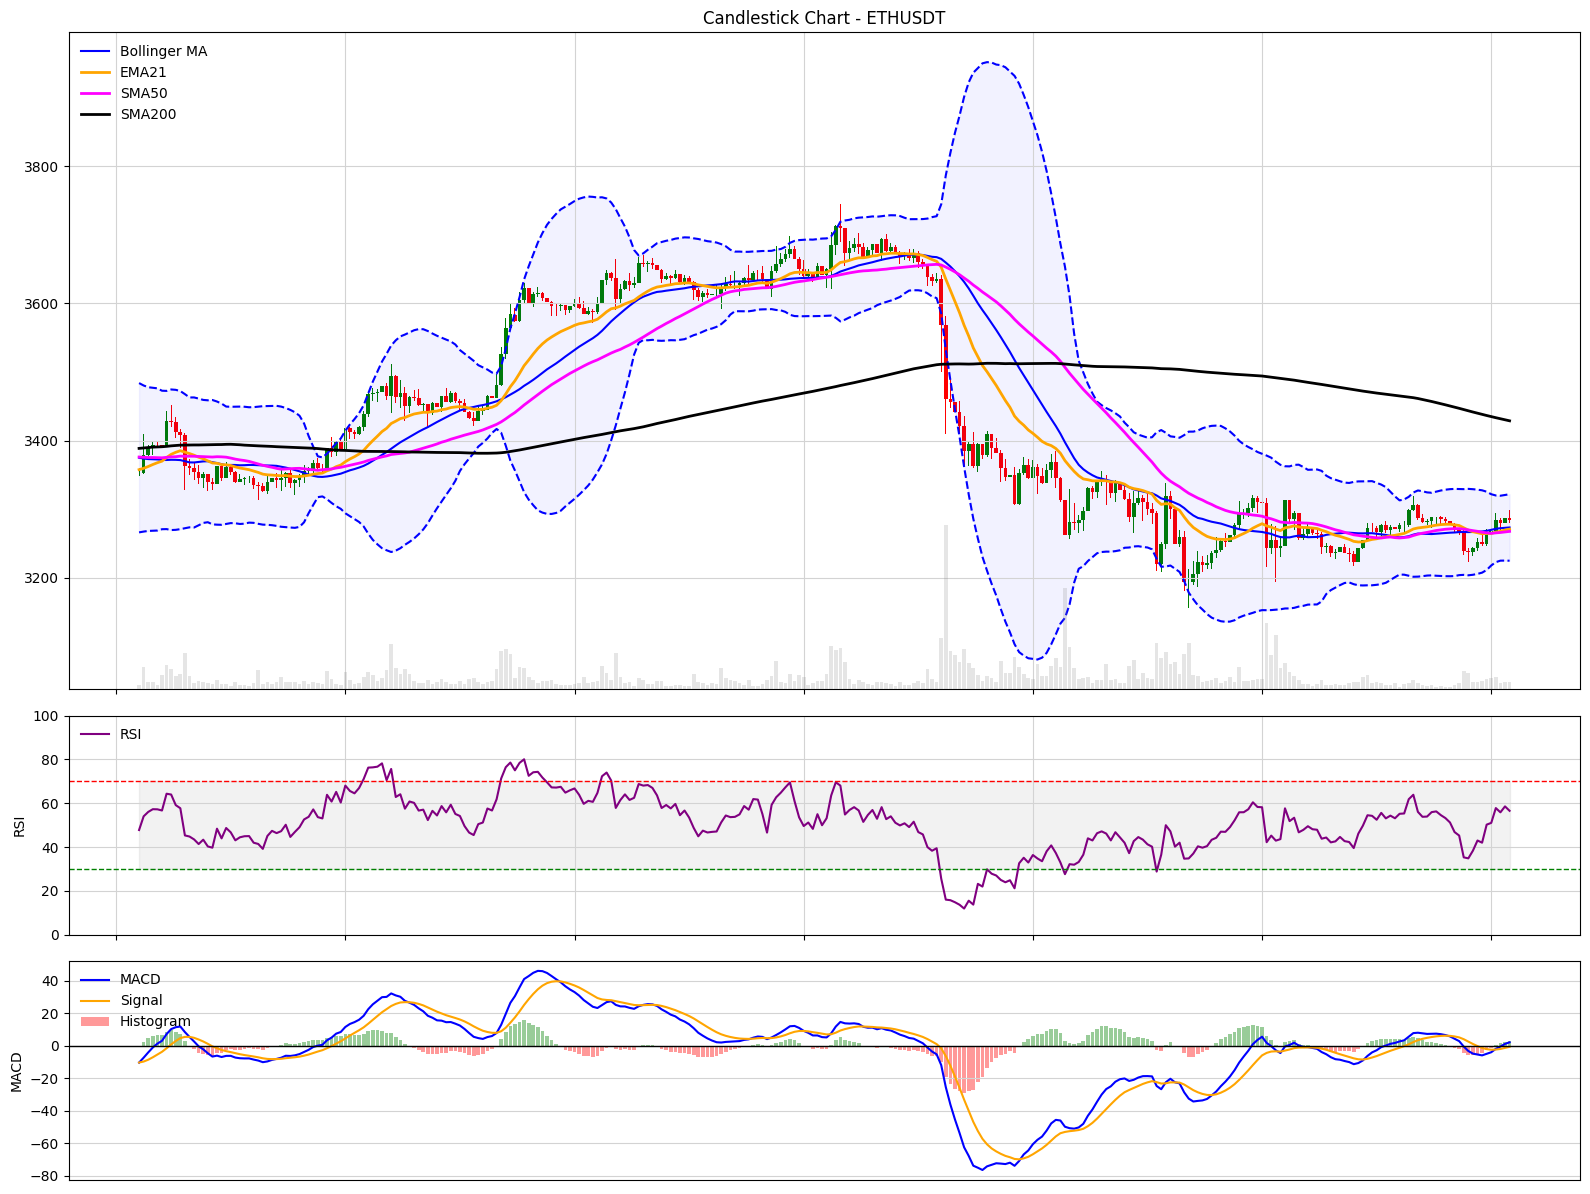 Candlestick Chart - ETHUSDT
Bollinger MA
EMA21
SMA50
SMA200
3800
3600
3400
3200
RSI
100
80
60
40
20
0
RSI
MACD
Signal
Histogram
40
20
0
−20
−40
−60
−80
MACD